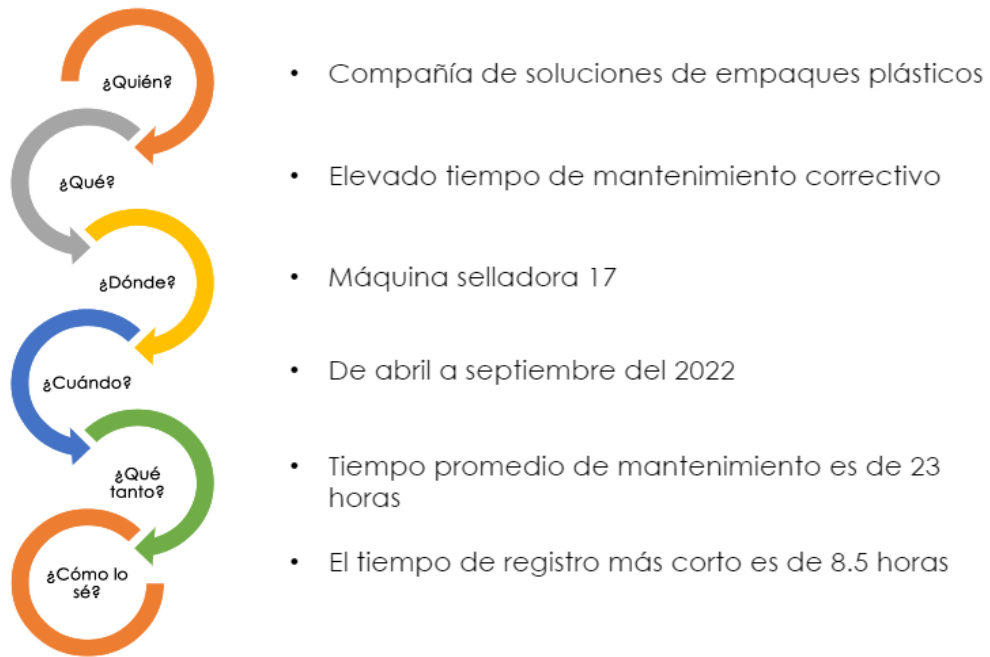 ¿Quién?
• Compañía de soluciones de empaques plásticos
¿Qué?
• Elevado tiempo de mantenimiento correctivo
¿Dónde?
• Máquina selladora 17
¿Cuándo?
• De abril a septiembre del 2022
¿Qué
tanto?
• Tiempo promedio de mantenimiento es de 23
horas
¿Cómo lo
sé?
• El tiempo de registro más corto es de 8.5 horas